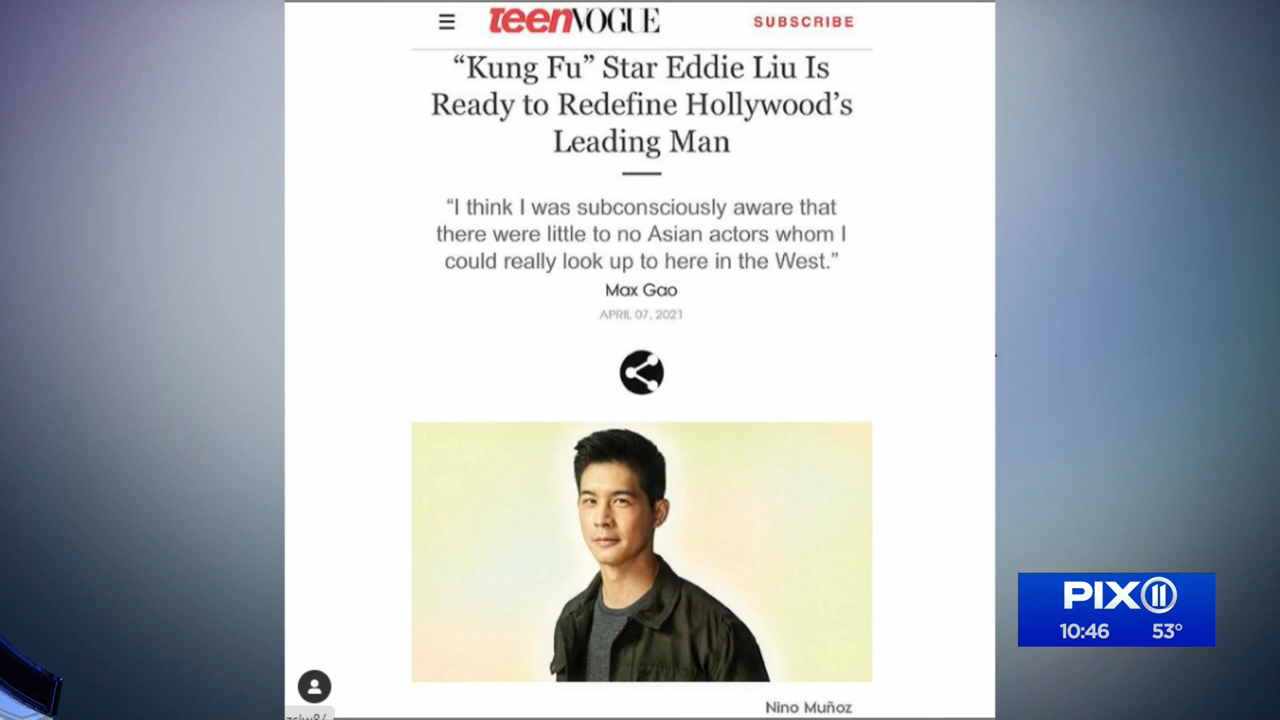 teenVOGUE
SUBSCRIBE
“Kung Fu” Star Eddie Liu Is
Ready to Redefine Hollywood’s
Leading Man
“I think I was subconsciously aware that
there were little to no Asian actors whom I
could really look up to here in the West.”
Max Gao
APRIL 07, 2021
Nino Muñoz
PIX11
10:46 53°